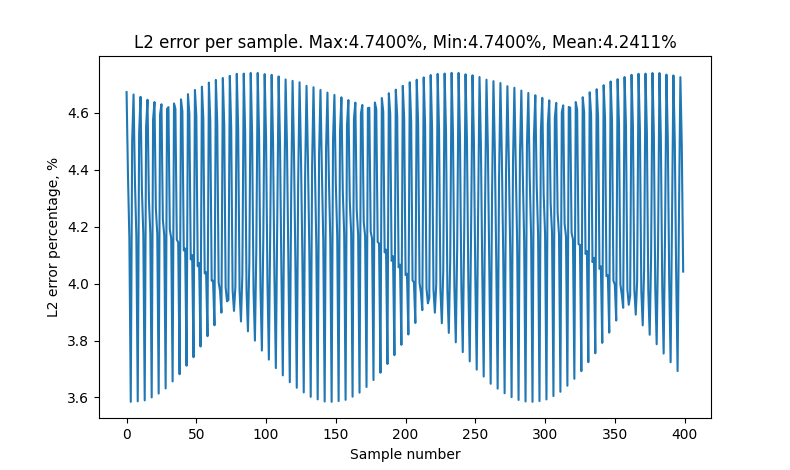 L2 error per sample. Max:4.7400%, Min:4.7400%, Mean:4.2411%
L2 error percentage, %
4.6
4.4
4.2
4.0
3.8
3.6
0 50 100 150 200 250 300 350 400
Sample number